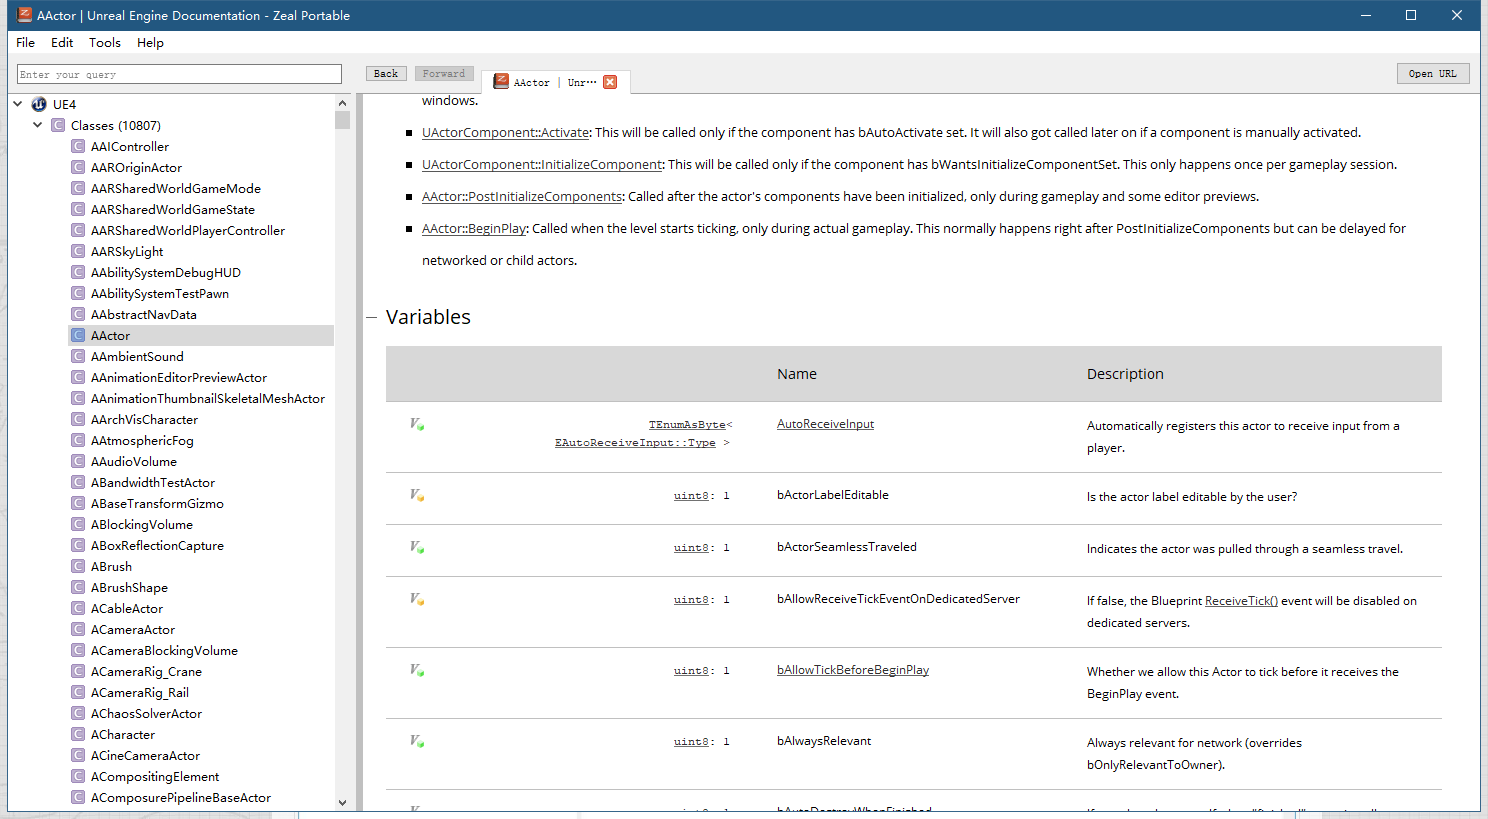 AActor | Unreal Engine Documentation - Zeal Portable
File Edit Tools Help
Enter your query
Back Forward AActor | Unr··· Open URL
UE4
Classes (10807)
AAIController
AAROriginActor
AARSharedWorldGameMode
AARSharedWorldGameState
AARSharedWorldPlayerController
AARSkyLight
AAbilitySystemDebugHUD
AAbilitySystemTestPawn
AAbstractNavData
AActor
AAmbientSound
AAnimationEditorPreviewActor
AAnimationThumbnailSkeletalMeshActor
AArchVisCharacter
AAtmosphericFog
AAudioVolume
ABandwidthTestActor
ABaseTransformGizmo
ABlockingVolume
ABoxReflectionCapture
ABrush
ABrushShape
ACableActor
ACameraActor
ACameraBlockingVolume
ACameraRig_Crane
ACameraRig_Rail
AChaosSolverActor
ACharacter
ACineCameraActor
ACompositingElement
AComposurePipelineBaseActor
windows.
UActorComponent::Activate: This will be called only if the component has bAutoActivate set. It will also got called later on if a component is manually activated.
UActorComponent::InitializeComponent: This will be called only if the component has bWantsInitializeComponentSet. This only happens once per gameplay session.
AActor::PostInitializeComponents: Called after the actor's components have been initialized, only during gameplay and some editor previews.
AActor::BeginPlay: Called when the level starts ticking, only during actual gameplay. This normally happens right after PostInitializeComponents but can be delayed for
networked or child actors.
Variables
Name Description
TEnumAsByte< AutoReceiveInput Automatically registers this actor to receive input from a
EAutoReceiveInput::Type > player.
uint8: 1 bActorLabelEditable Is the actor label editable by the user?
uint8: 1 bActorSeamlessTraveled Indicates the actor was pulled through a seamless travel.
uint8: 1 bAllowReceiveTickEventOnDedicatedServer If false, the Blueprint ReceiveTick() event will be disabled on
dedicated servers.
uint8: 1 bAllowTickBeforeBeginPlay Whether we allow this Actor to tick before it receives the
BeginPlay event.
uint8: 1 bAlwaysRelevant Always relevant for network (overrides
bOnlyRelevantToOwner).
bAutoDestroyWhenFinished